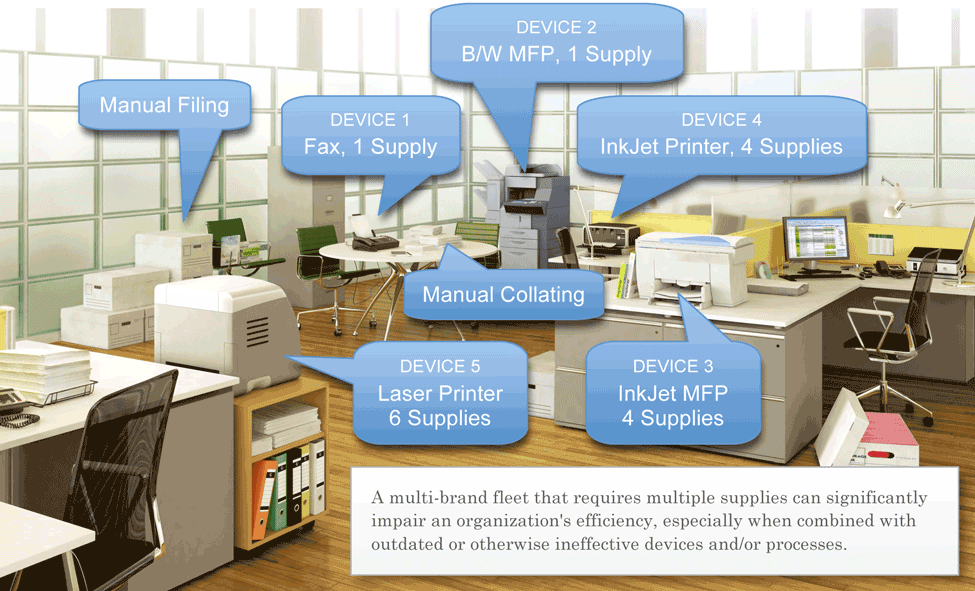 DEVICE 2
B/W MFP, 1 Supply
Manual Filing
DEVICE 1
Fax, 1 Supply
DEVICE 4
InkJet Printer, 4 Supplies
Manual Collating
DEVICE 5
Laser Printer
6 Supplies
DEVICE 3
InkJet MFP
4 Supplies
A multi-brand fleet that requires multiple supplies can significantly
impair an organization's efficiency, especially when combined with
outdated or otherwise ineffective devices and/or processes.